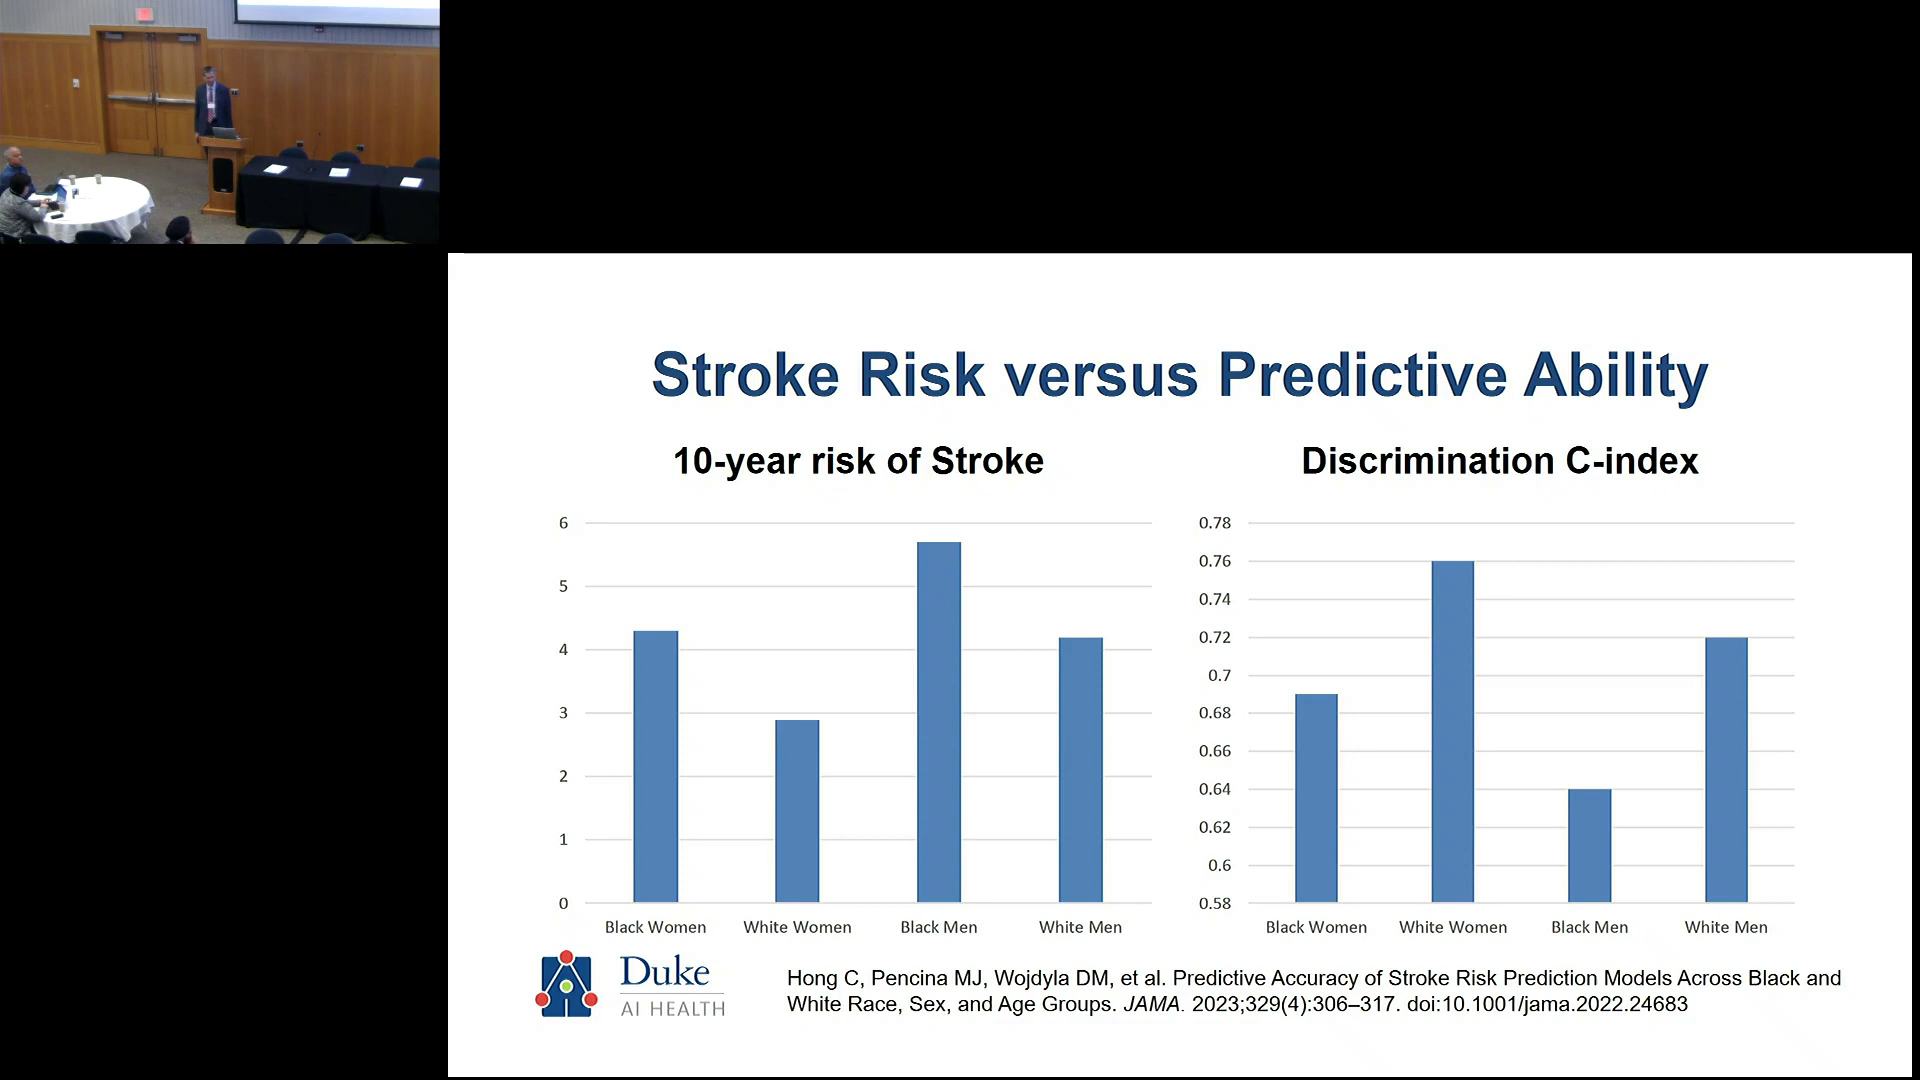 Stroke Risk versus Predictive Ability
10-year risk of Stroke
6
5
4
3
2
1
0
Black Women
White Women
Black Men
White Men
Discrimination C-index
0.78
0.76
0.74
0.72
0.7
0.68
0.66
0.64
0.62
0.6
0.58
Black Women
White Women
Black Men
White Men
Duke
AI HEALTH
Hong C, Pencina MJ, Wojdyla DM, et al. Predictive Accuracy of Stroke Risk Prediction Models Across Black and
White Race, Sex, and Age Groups. JAMA. 2023;329(4):306–317. doi:10.1001/jama.2022.24683